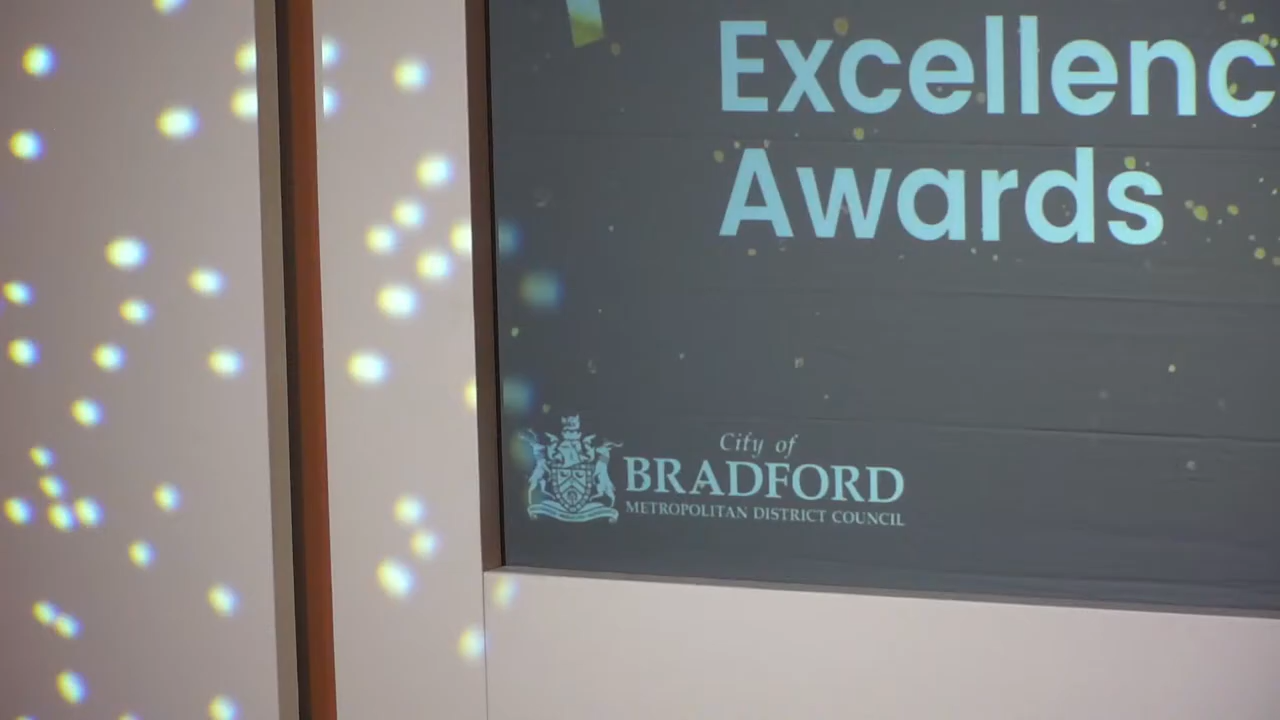 Excellenc
Awards
City of
BRADFORD
METROPOLITAN DISTRICT COUNCIL